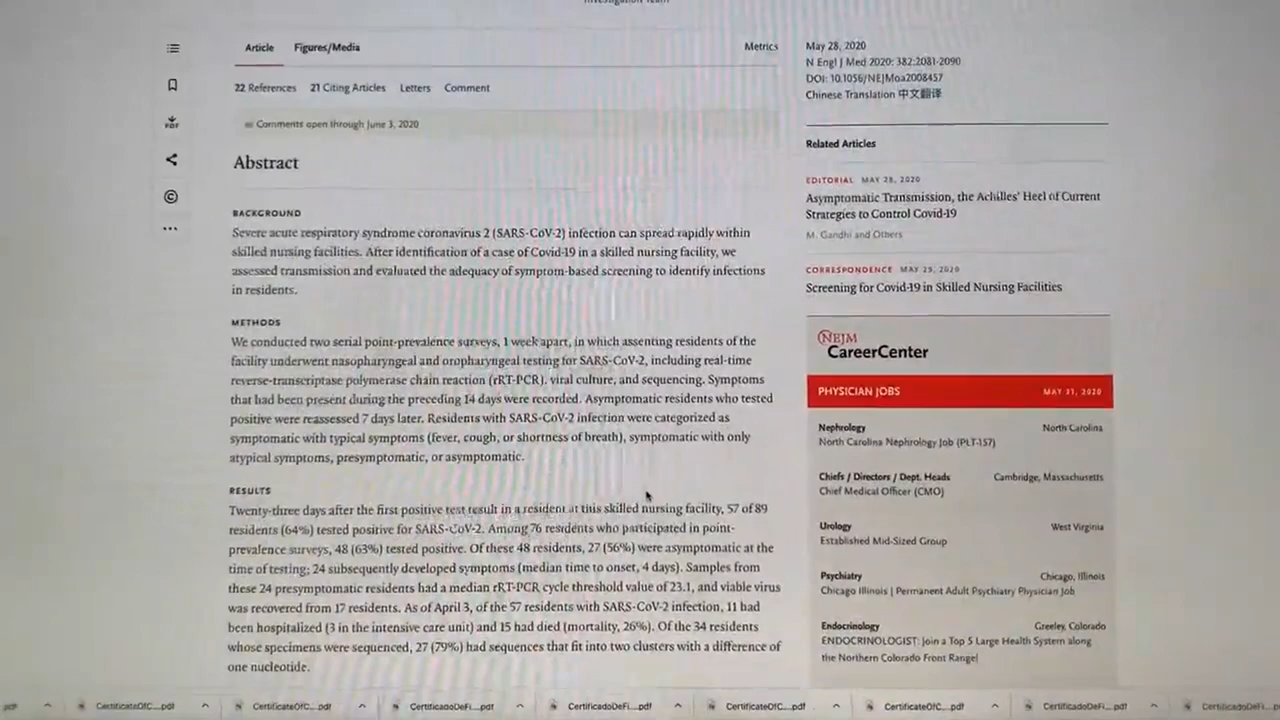 Investigation Team
Article Figures/Media Metrics
22 References 21 Citing Articles Letters Comment
Comments open through June 3, 2020
Abstract
BACKGROUND
Severe acute respiratory syndrome coronavirus 2 (SARS-CoV-2) infection can spread rapidly within
skilled nursing facilities. After identification of a case of Covid-19 in a skilled nursing facility, we
assessed transmission and evaluated the adequacy of symptom-based screening to identify infections
in residents.
METHODS
We conducted two serial point-prevalence surveys, 1 week apart, in which assenting residents of the
facility underwent nasopharyngeal and oropharyngeal testing for SARS-CoV-2, including real-time
reverse-transcriptase polymerase chain reaction (rRT-PCR), viral culture, and sequencing. Symptoms
that had been present during the preceding 14 days were recorded. Asymptomatic residents who tested
positive were reassessed 7 days later. Residents with SARS-CoV-2 infection were categorized as
symptomatic with typical symptoms (fever, cough, or shortness of breath), symptomatic with only
atypical symptoms, presymptomatic, or asymptomatic.
RESULTS
Twenty-three days after the first positive test result in a resident at this skilled nursing facility, 57 of 89
residents (64%) tested positive for SARS-CoV-2. Among 76 residents who participated in point-
prevalence surveys, 48 (63%) tested positive. Of these 48 residents, 27 (56%) were asymptomatic at the
time of testing; 24 subsequently developed symptoms (median time to onset, 4 days). Samples from
these 24 presymptomatic residents had a median rRT-PCR cycle threshold value of 23.1, and viable virus
was recovered from 17 residents. As of April 3, of the 57 residents with SARS-CoV-2 infection, 11 had
been hospitalized (3 in the intensive care unit) and 15 had died (mortality, 26%). Of the 34 residents
whose specimens were sequenced, 27 (79%) had sequences that fit into two clusters with a difference of
one nucleotide.
May 28, 2020
N Engl J Med 2020; 382:2081-2090
DOI: 10.1056/NEJMoa2008457
Chinese Translation 中文翻译
Related Articles
EDITORIAL MAY 28, 2020
Asymptomatic Transmission, the Achilles' Heel of Current
Strategies to Control Covid-19
M. Gandhi and Others
CORRESPONDENCE MAY 29, 2020
Screening for Covid-19 in Skilled Nursing Facilities
NEJM
CareerCenter
PHYSICIAN JOBS MAY 31, 2020
Nephrology North Carolina
North Carolina Nephrology Job (PLT-157)
Chiefs / Directors / Dept. Heads Cambridge, Massachusetts
Chief Medical Officer (CMO)
Urology West Virginia
Established Mid-Sized Group
Psychiatry Chicago, Illinois
Chicago Illinois | Permanent Adult Psychiatry Physician Job
Endocrinology Greeley, Colorado
ENDOCRINOLOGIST: Join a Top 5 Large Health System along
the Northern Colorado Front Range!
PDF
.pdf CertificateOfC....pdf CertificateOfC....pdf CertificadoDeFi....pdf CertificadoDeFi....pdf CertificateOfC....pdf CertificateOfC....pdf CertificadoDeFi....pdf CertificadoDeFi....p